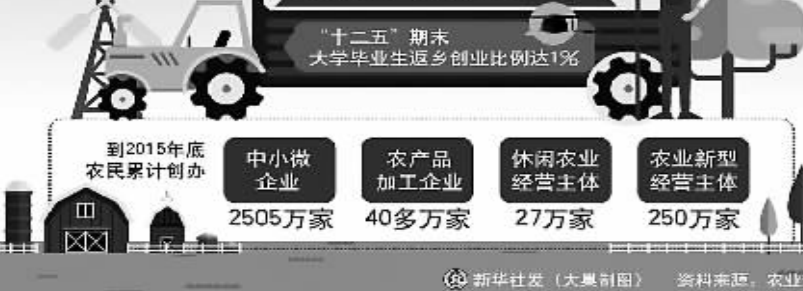 “十二五”期末
大学毕业生返乡创业比例达1%
到2015年底
农民累计创办
中小微
企业
2505万家
农产品
加工企业
40多万家
休闲农业
经营主体
27万家
农业新型
经营主体
250万家
新华社发（大巢制图） 资料来源：农业